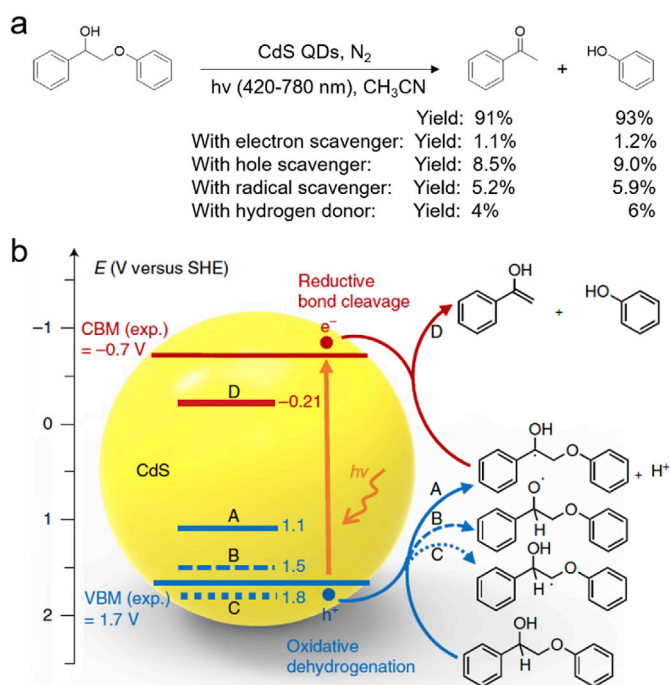 a
OH
O
CdS QDs, N2
hv (420-780 nm), CH3CN
O
+
HO
Yield: 91% 93%
With electron scavenger: Yield: 1.1% 1.2%
With hole scavenger: Yield: 8.5% 9.0%
With radical scavenger: Yield: 5.2% 5.9%
With hydrogen donor: Yield: 4% 6%
b
E (V versus SHE)
Reductive
bond cleavage
OH
HO
+
−1
CBM (exp.)
= −0.7 V
e−
D
D
−0.21
0
CdS
hv
OH
O
+ H+
A
A
1.1
1
B
O·
O
H
B
1.5
C
OH
O
H
VBM (exp.)
= 1.7 V
C
1.8
h+
2
Oxidative
dehydrogenation
OH
O
H